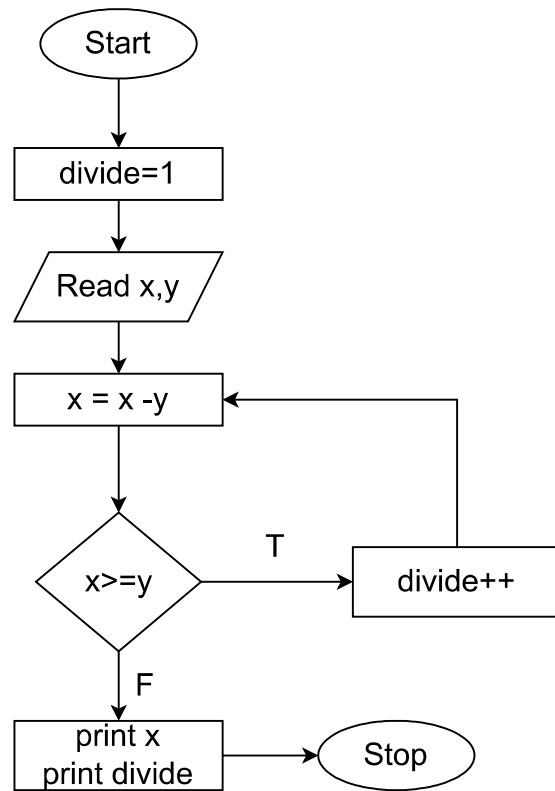 Start
divide=1
Read x,y
x = x -y
x>=y
T
divide++
F
print x
print divide
Stop